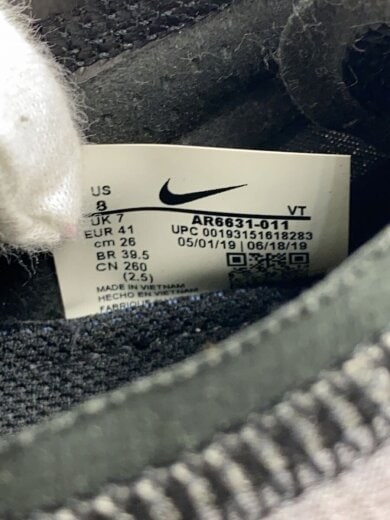 US
8
UK 7
EUR 41
cm 26
BR 39.5
CN 260
(2.5)
VT
AR6631-011
UPC 00193151618283
05/01/19 | 06/18/19
MADE IN VIETNAM
HECHO EN VIETNAM